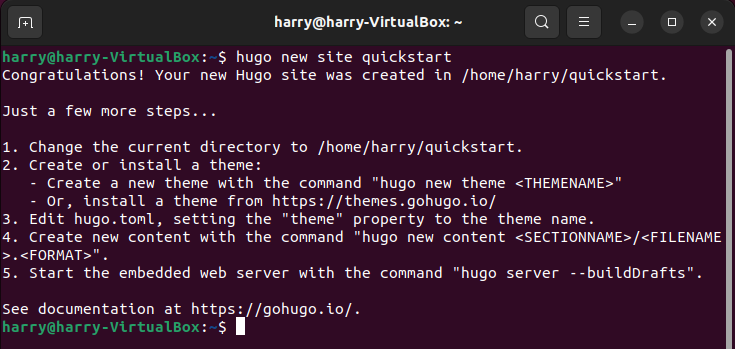 harry@harry-VirtualBox: ~
harry@harry-VirtualBox:~$ hugo new site quickstart
Congratulations! Your new Hugo site was created in /home/harry/quickstart.
Just a few more steps...
1. Change the current directory to /home/harry/quickstart.
2. Create or install a theme:
   - Create a new theme with the command "hugo new theme <THEMENAME>"
   - Or, install a theme from https://themes.gohugo.io/
3. Edit hugo.toml, setting the "theme" property to the theme name.
4. Create new content with the command "hugo new content <SECTIONNAME>/<FILENAME
>.<FORMAT>".
5. Start the embedded web server with the command "hugo server --buildDrafts".
See documentation at https://gohugo.io/.
harry@harry-VirtualBox:~$